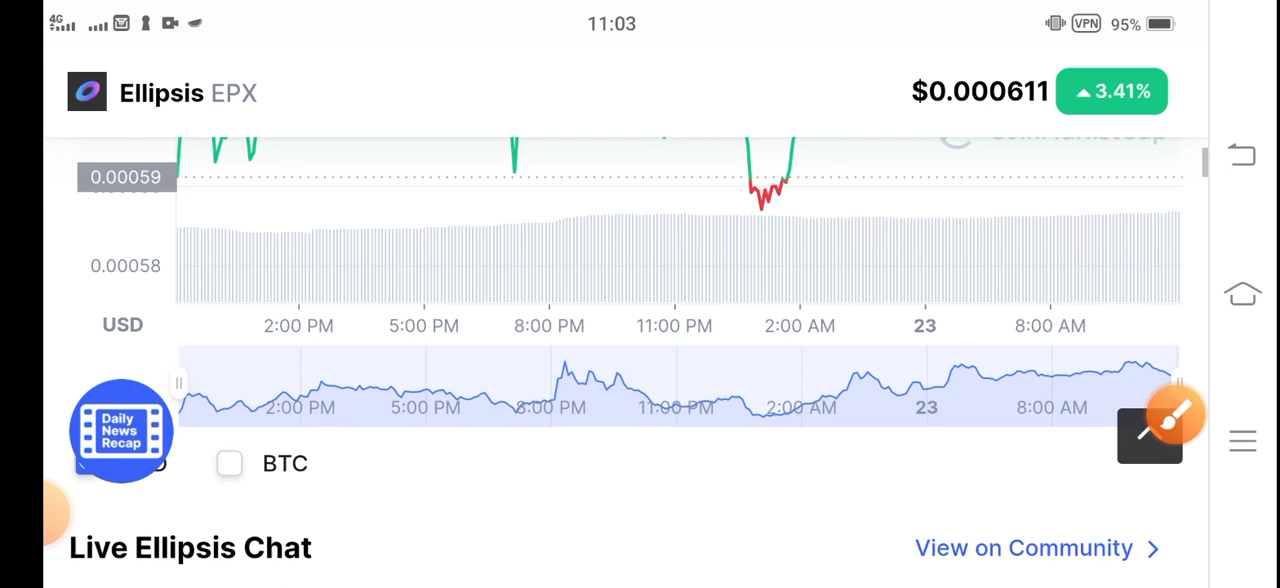 4G 11:03 VPN 95%
Ellipsis EPX $0.000611 3.41%
0.00059
0.00058
USD 2:00 PM 5:00 PM 8:00 PM 11:00 PM 2:00 AM 23 8:00 AM
2:00 PM 5:00 PM 8:00 PM 11:00 PM 2:00 AM 23 8:00 AM
Daily
News
Recap
BTC
Live Ellipsis Chat View on Community